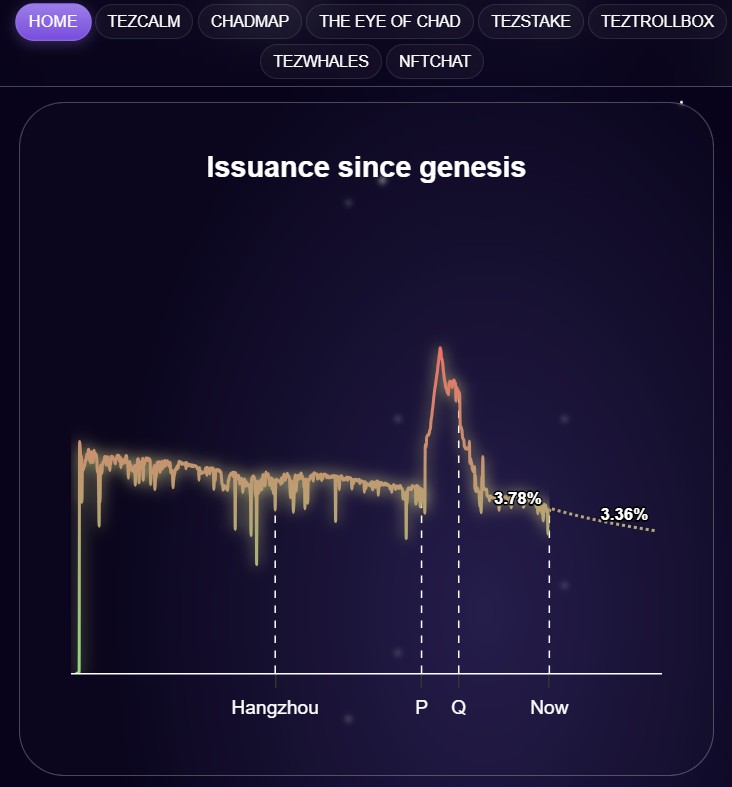 HOME TEZCALM CHADMAP THE EYE OF CHAD TEZSTAKE TEZTROLLBOX
TEZWHALES NFTCHAT
Issuance since genesis
3.78%
3.36%
Hangzhou P Q Now